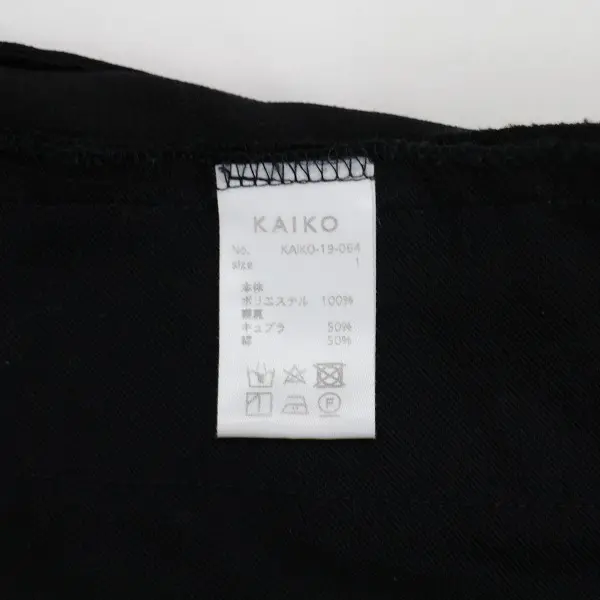 KAIKO
No. KAIKO-19-064
size 1
本体
ポリエステル 100%
腰裏
キュプラ 50%
綿 50%
F